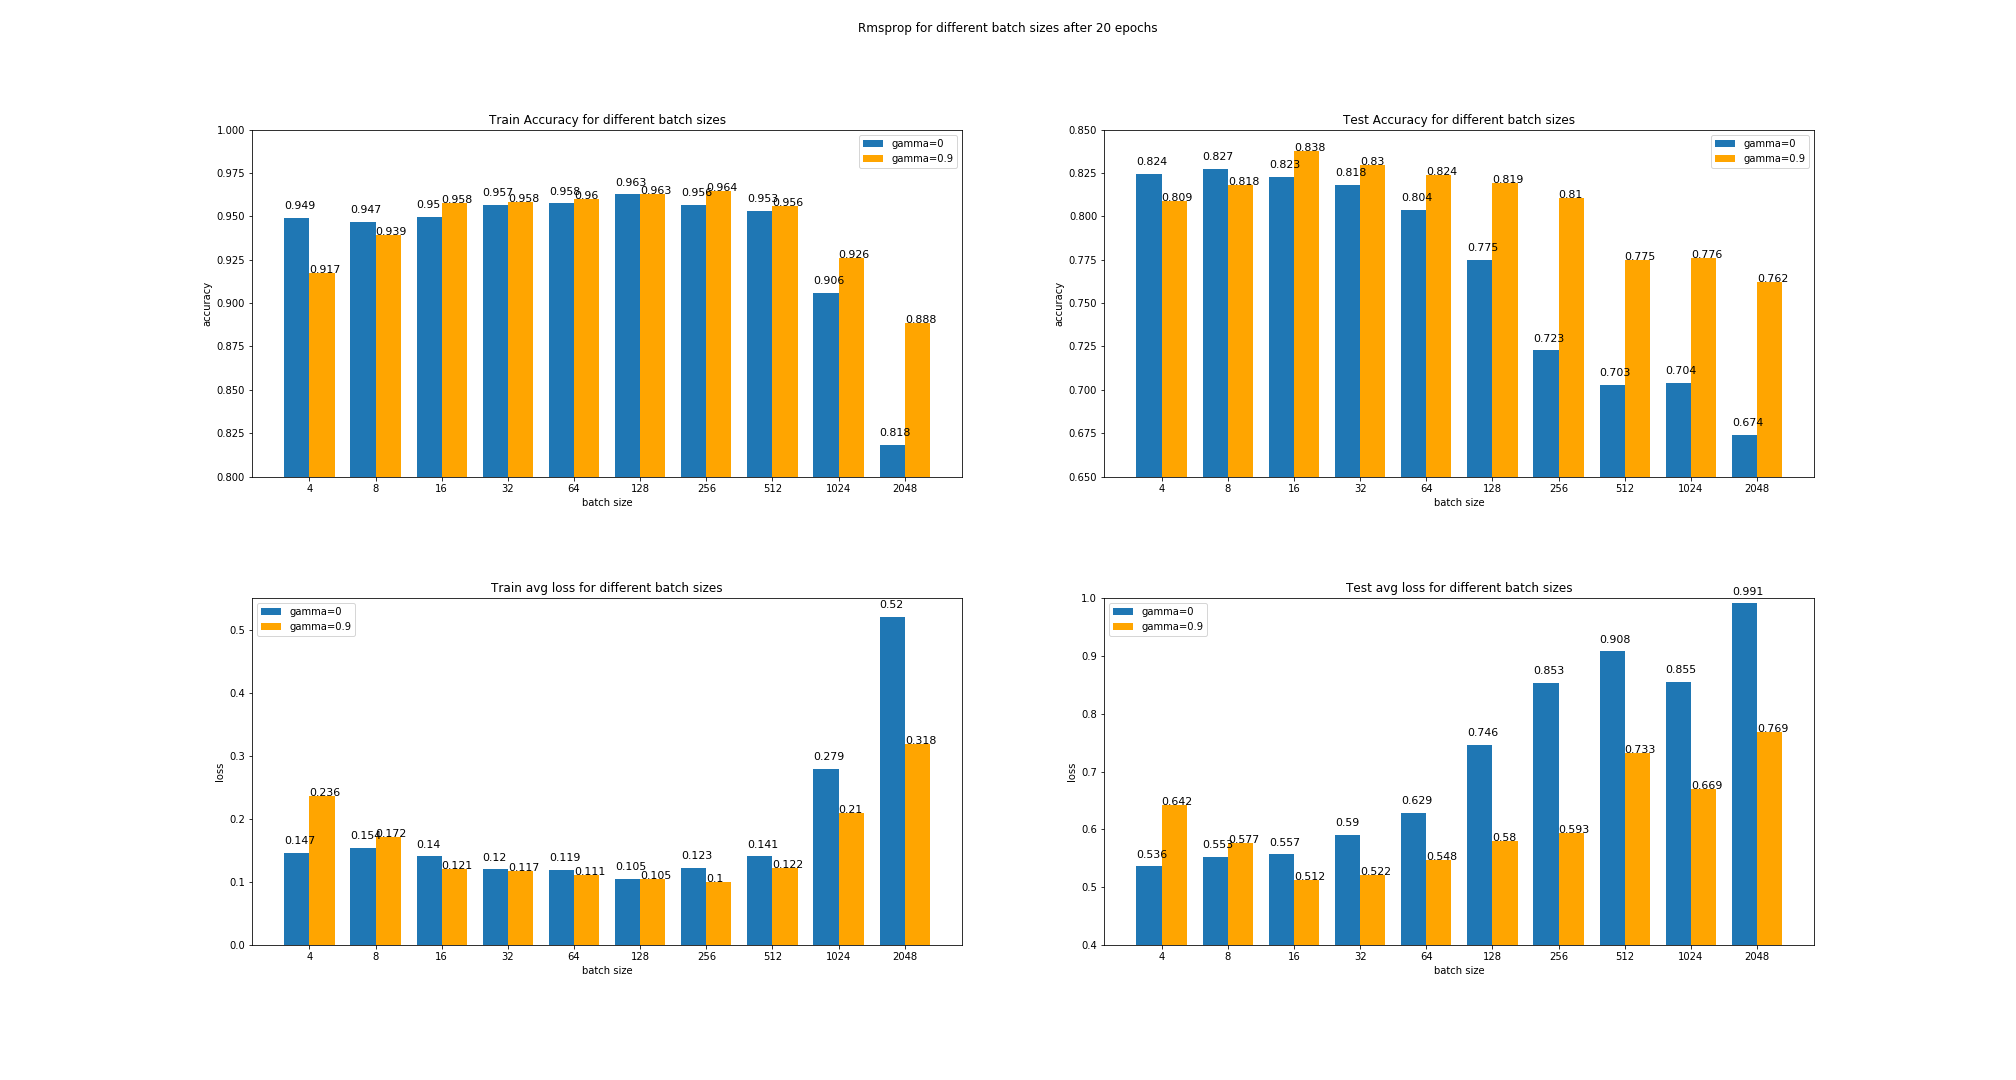 Rmsprop for different batch sizes after 20 epochs
Train Accuracy for different batch sizes
accuracy
1.000
0.975
0.950
0.925
0.900
0.875
0.850
0.825
0.800
gamma=0
gamma=0.9
0.949 0.947 0.95 0.957 0.958 0.963 0.956 0.953 0.906 0.818
0.917 0.939 0.958 0.958 0.96 0.963 0.964 0.956 0.926 0.888
4 8 16 32 64 128 256 512 1024 2048
batch size
Test Accuracy for different batch sizes
accuracy
0.850
0.825
0.800
0.775
0.750
0.725
0.700
0.675
0.650
gamma=0
gamma=0.9
0.824 0.827 0.823 0.818 0.804 0.775 0.723 0.703 0.704 0.674
0.809 0.818 0.838 0.83 0.824 0.819 0.81 0.775 0.776 0.762
4 8 16 32 64 128 256 512 1024 2048
batch size
Train avg loss for different batch sizes
loss
0.5
0.4
0.3
0.2
0.1
0.0
gamma=0
gamma=0.9
0.147 0.154 0.14 0.12 0.119 0.105 0.123 0.141 0.279 0.52
0.236 0.172 0.121 0.117 0.111 0.105 0.1 0.122 0.21 0.318
4 8 16 32 64 128 256 512 1024 2048
batch size
Test avg loss for different batch sizes
loss
1.0
0.9
0.8
0.7
0.6
0.5
0.4
gamma=0
gamma=0.9
0.536 0.553 0.557 0.59 0.629 0.746 0.853 0.908 0.855 0.991
0.642 0.577 0.512 0.522 0.548 0.58 0.593 0.733 0.669 0.769
4 8 16 32 64 128 256 512 1024 2048
batch size